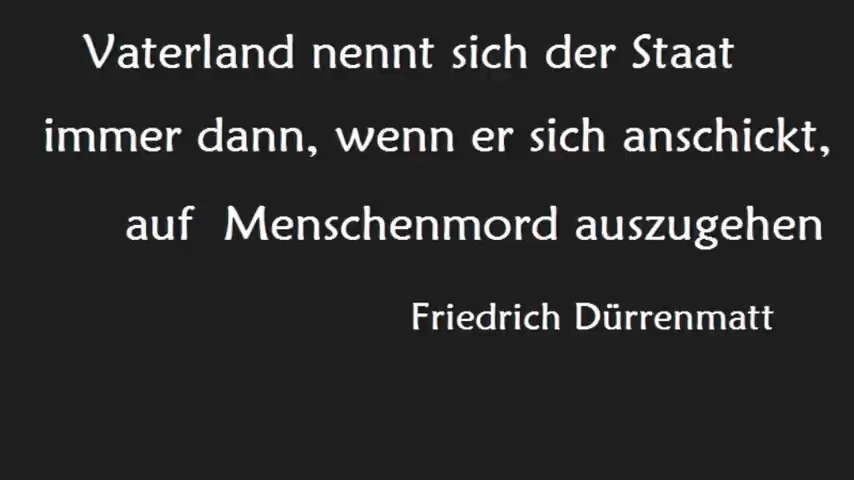 Vaterland nennt sich der Staat
immer dann, wenn er sich anschickt,
auf Menschenmord auszugehen
Friedrich Dürrenmatt